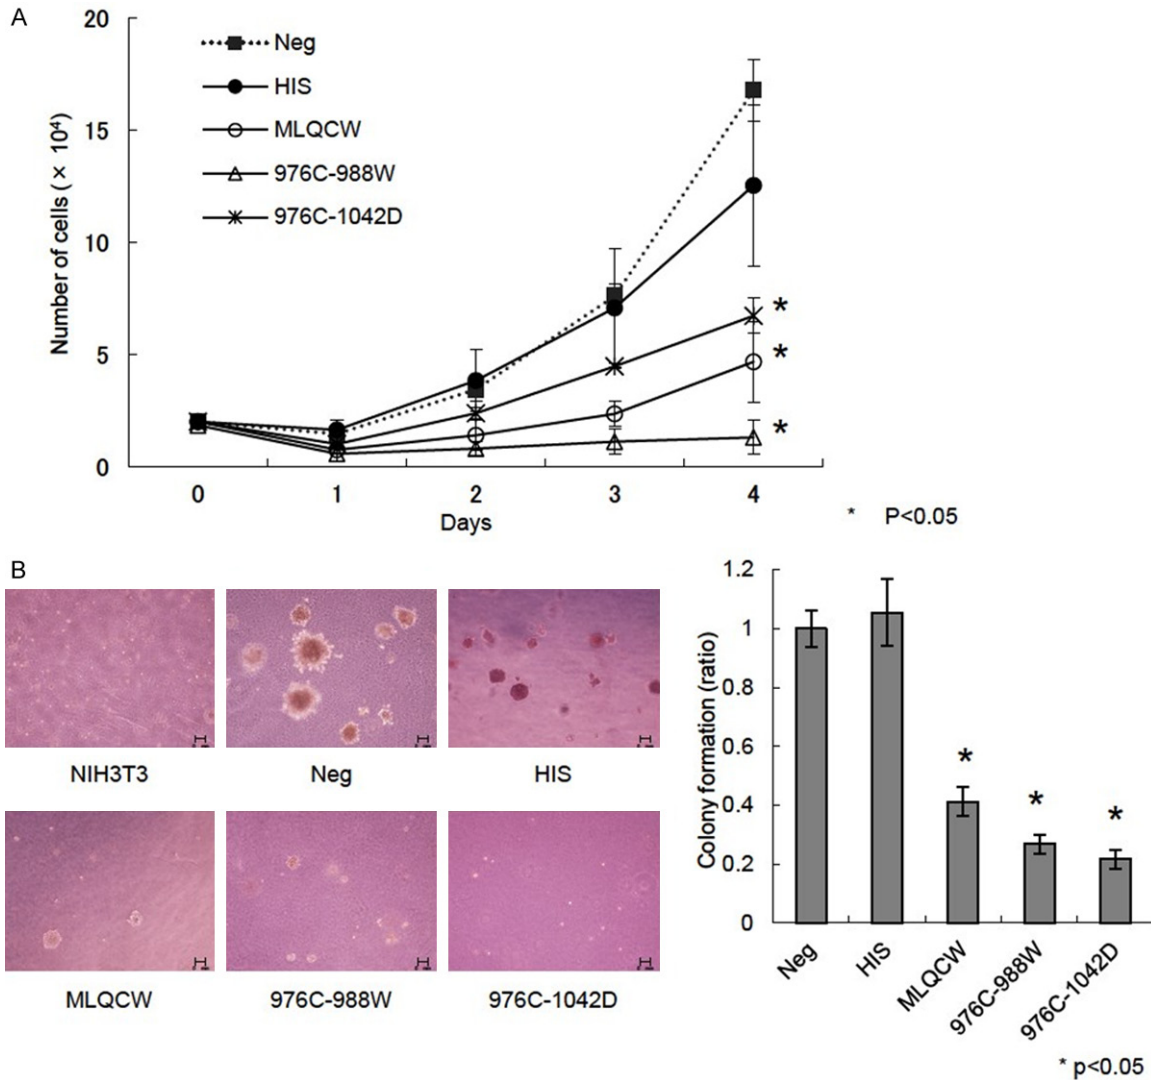 A
20
15
10
5
0
Number of cells (× 10⁴)
Neg
HIS
MLQCW
976C-988W
976C-1042D
*
*
*
0 1 2 3 4
Days
* P<0.05
B
NIH3T3 Neg HIS
MLQCW 976C-988W 976C-1042D
1.2
1
0.8
0.6
0.4
0.2
0
Colony formation (ratio)
* * *
Neg HIS MLQCW 976C-988W 976C-1042D
* p<0.05